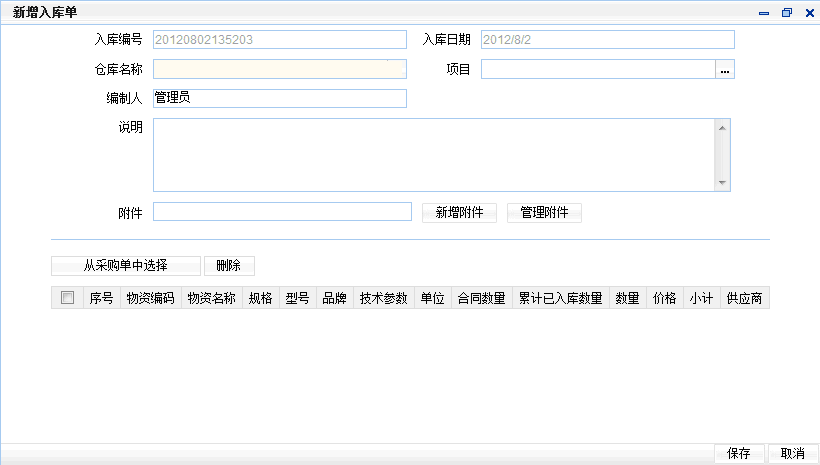 新增入库单
入库编号 20120802135203 入库日期 2012/8/2
仓库名称 项目 ...
编制人 管理员
说明
附件 新增附件 管理附件
从采购单中选择 删除
序号 物资编码 物资名称 规格 型号 品牌 技术参数 单位 合同数量 累计已入库数量 数量 价格 小计 供应商
保存 取消